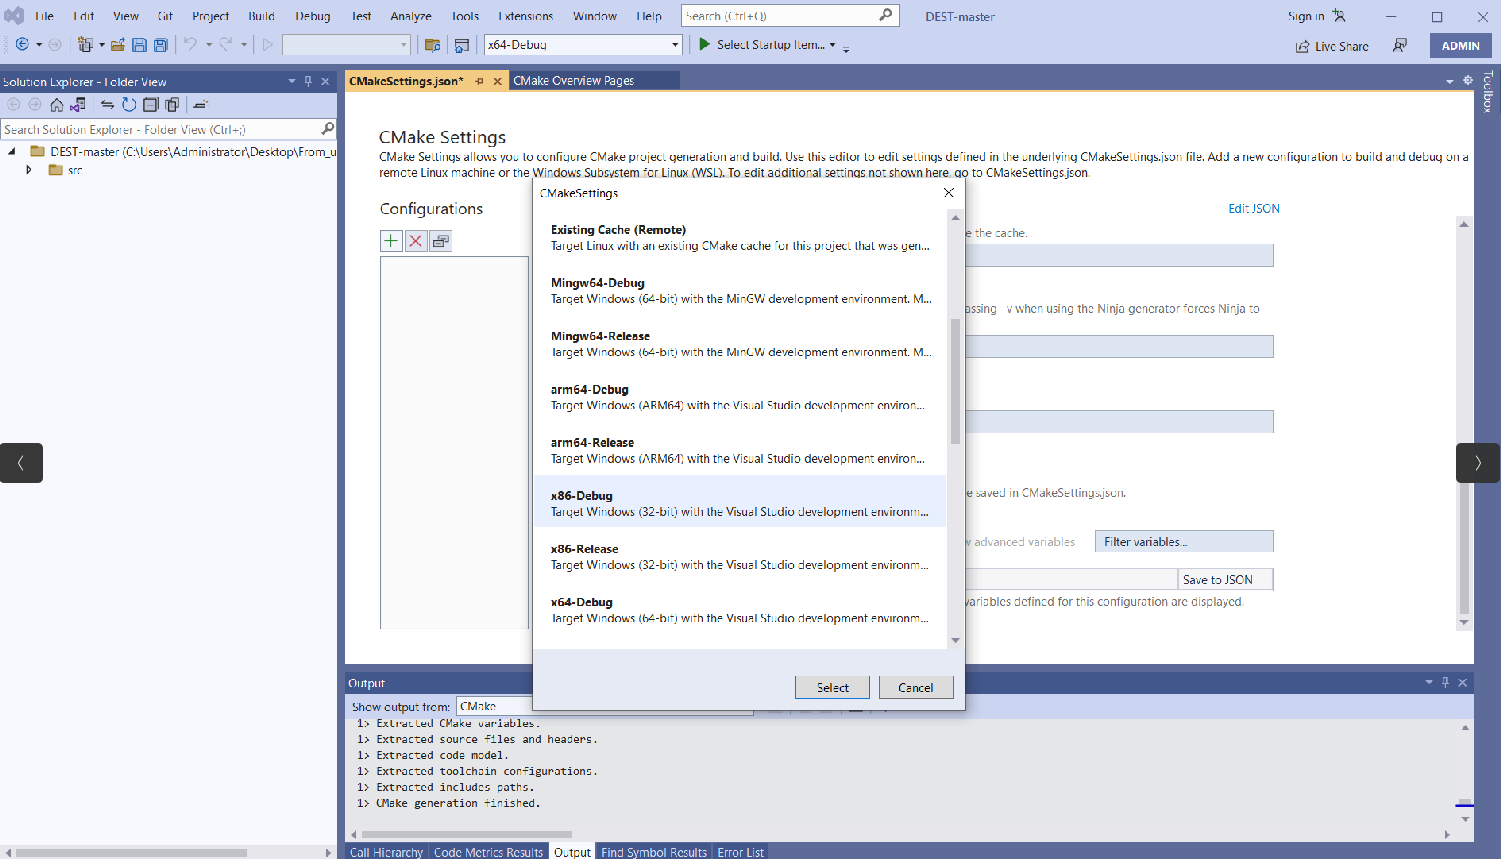 File Edit View Git Project Build Debug Test Analyze Tools Extensions Window Help Search (Ctrl+Q) DEST-master Sign in
x64-Debug Select Startup Item... Live Share ADMIN
Solution Explorer - Folder View
CMakeSettings.json* CMake Overview Pages
Toolbox
Search Solution Explorer - Folder View (Ctrl+;)
DEST-master (C:\Users\Administrator\Desktop\From_u
src
CMake Settings
CMake Settings allows you to configure CMake project generation and build. Use this editor to edit settings defined in the underlying CMakeSettings.json file. Add a new configuration to build and debug on a
remote Linux machine or the Windows Subsystem for Linux (WSL). To edit additional settings not shown here, go to CMakeSettings.json.
Configurations
Edit JSON
CMakeSettings
Existing Cache (Remote)
Target Linux with an existing CMake cache for this project that was gen...
Mingw64-Debug
Target Windows (64-bit) with the MinGW development environment. M...
Mingw64-Release
Target Windows (64-bit) with the MinGW development environment. M...
arm64-Debug
Target Windows (ARM64) with the Visual Studio development environ...
arm64-Release
Target Windows (ARM64) with the Visual Studio development environ...
x86-Debug
Target Windows (32-bit) with the Visual Studio development environm...
x86-Release
Target Windows (32-bit) with the Visual Studio development environm...
x64-Debug
Target Windows (64-bit) with the Visual Studio development environm...
Select Cancel
e the cache.
assing -v when using the Ninja generator forces Ninja to
e saved in CMakeSettings.json.
w advanced variables Filter variables...
Save to JSON
variables defined for this configuration are displayed.
Output
Show output from: CMake
1> Extracted CMake variables.
1> Extracted source files and headers.
1> Extracted code model.
1> Extracted toolchain configurations.
1> Extracted includes paths.
1> CMake generation finished.
Call Hierarchy Code Metrics Results Output Find Symbol Results Error List